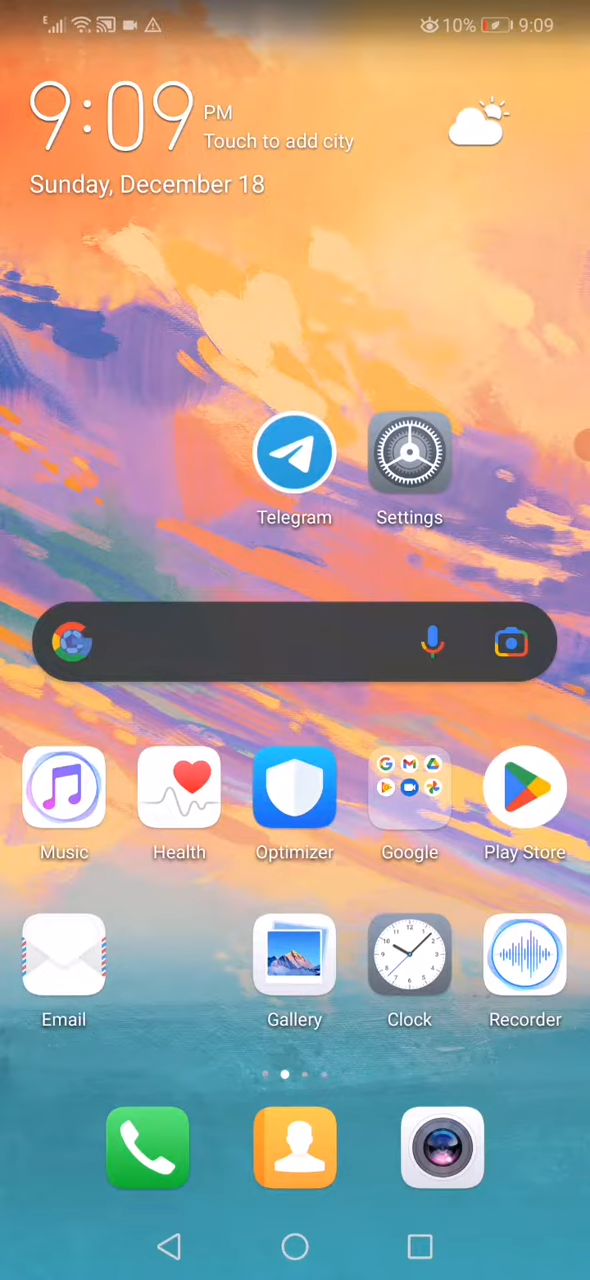 E 10% 9:09
9:09 PM
Touch to add city
Sunday, December 18
Telegram Settings
Music Health Optimizer Google Play Store
Email Gallery Clock Recorder